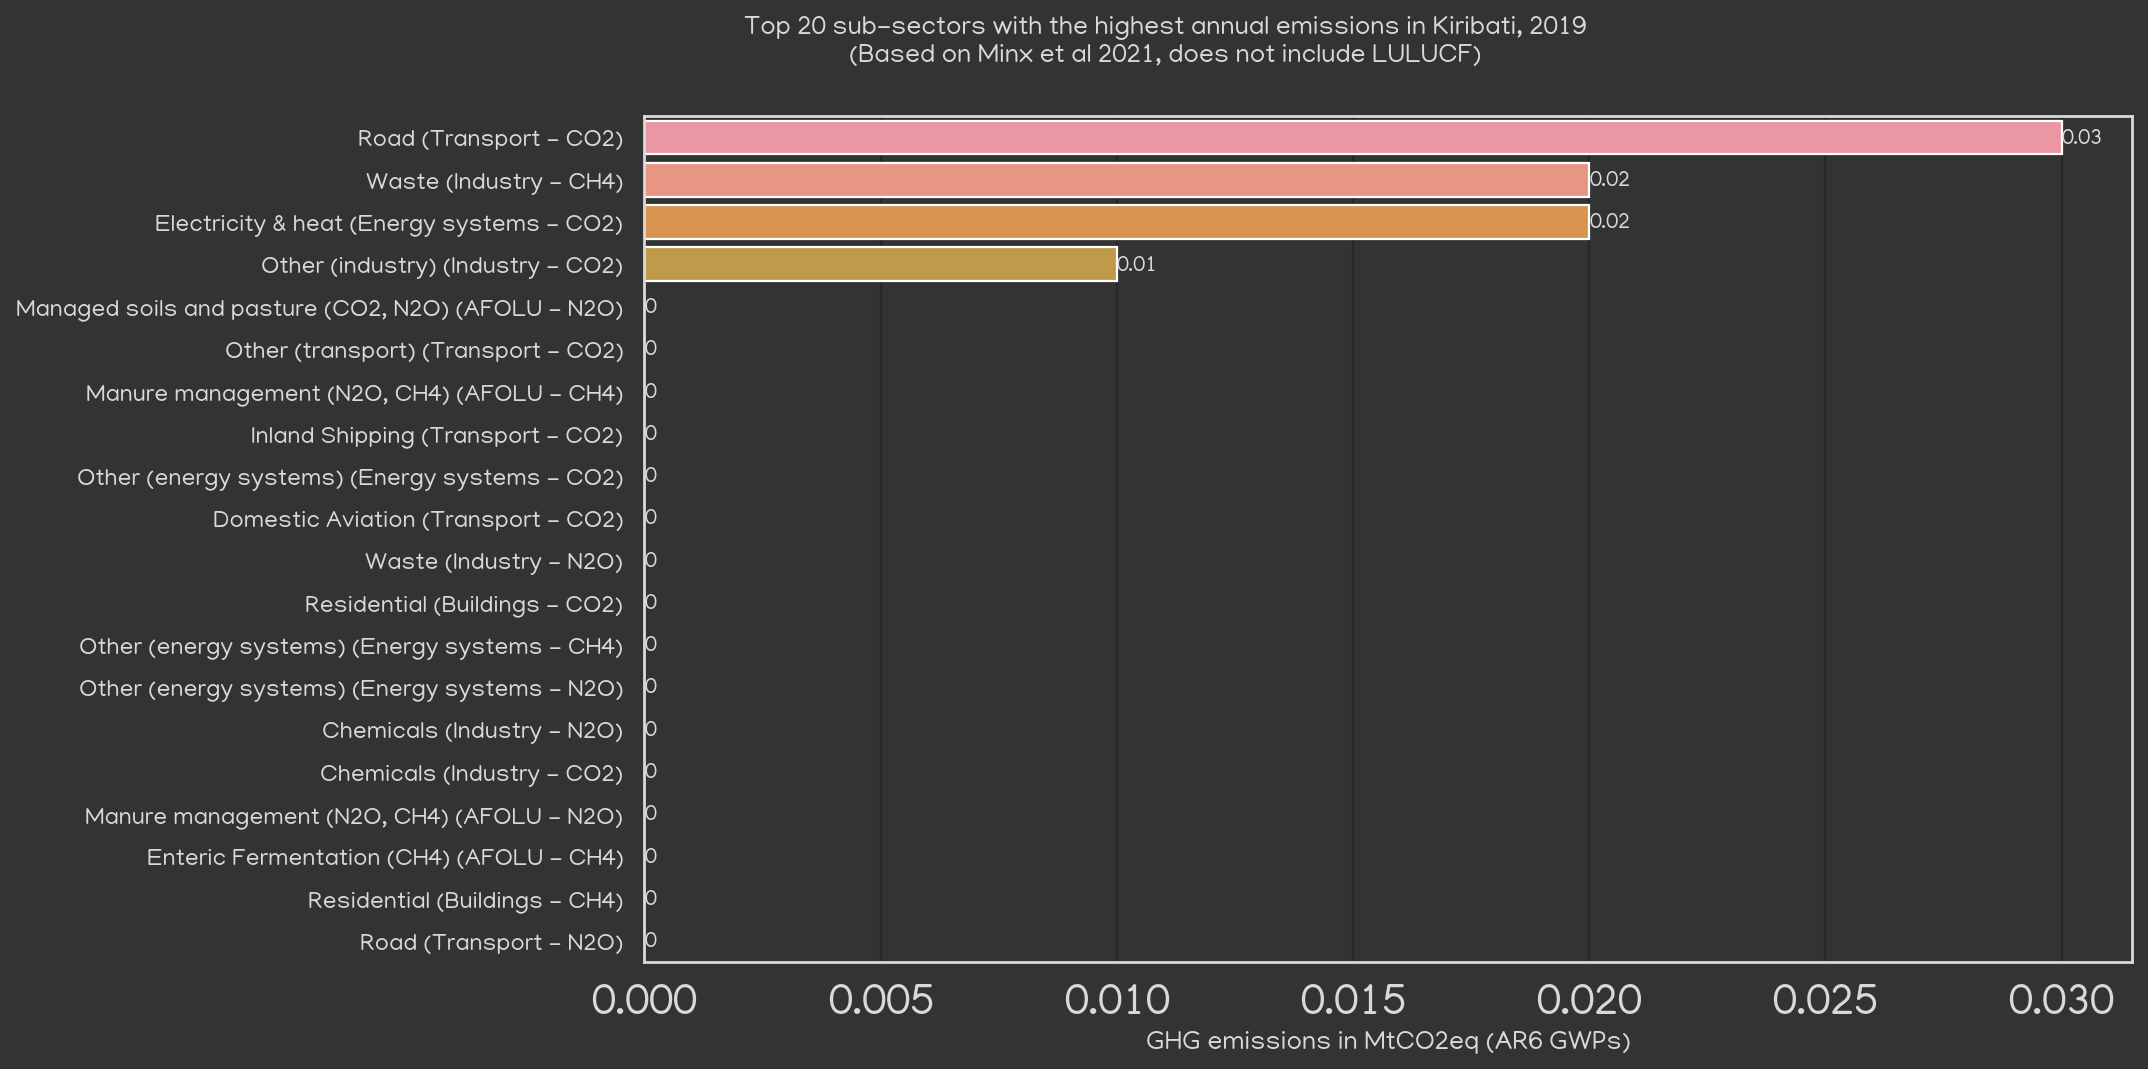 Top 20 sub-sectors with the highest annual emissions in Kiribati, 2019
(Based on Minx et al 2021, does not include LULUCF)
Road (Transport - CO2) 0.03
Waste (Industry - CH4) 0.02
Electricity & heat (Energy systems - CO2) 0.02
Other (industry) (Industry - CO2) 0.01
Managed soils and pasture (CO2, N2O) (AFOLU - N2O) 0
Other (transport) (Transport - CO2) 0
Manure management (N2O, CH4) (AFOLU - CH4) 0
Inland Shipping (Transport - CO2) 0
Other (energy systems) (Energy systems - CO2) 0
Domestic Aviation (Transport - CO2) 0
Waste (Industry - N2O) 0
Residential (Buildings - CO2) 0
Other (energy systems) (Energy systems - CH4) 0
Other (energy systems) (Energy systems - N2O) 0
Chemicals (Industry - N2O) 0
Chemicals (Industry - CO2) 0
Manure management (N2O, CH4) (AFOLU - N2O) 0
Enteric Fermentation (CH4) (AFOLU - CH4) 0
Residential (Buildings - CH4) 0
Road (Transport - N2O) 0
0.000 0.005 0.010 0.015 0.020 0.025 0.030
GHG emissions in MtCO2eq (AR6 GWPs)